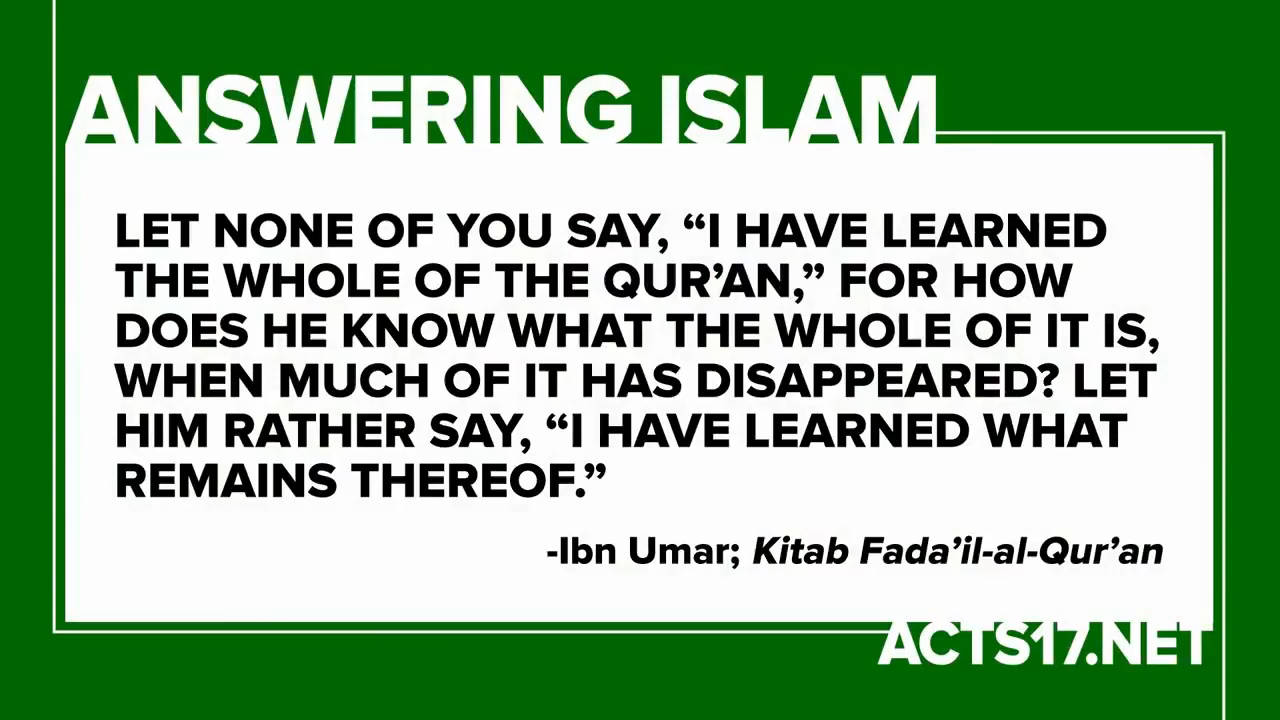 ANSWERING ISLAM
LET NONE OF YOU SAY, “I HAVE LEARNED
THE WHOLE OF THE QUR’AN,” FOR HOW
DOES HE KNOW WHAT THE WHOLE OF IT IS,
WHEN MUCH OF IT HAS DISAPPEARED? LET
HIM RATHER SAY, “I HAVE LEARNED WHAT
REMAINS THEREOF.”
-Ibn Umar; Kitab Fada’il-al-Qur’an
ACTS17.NET